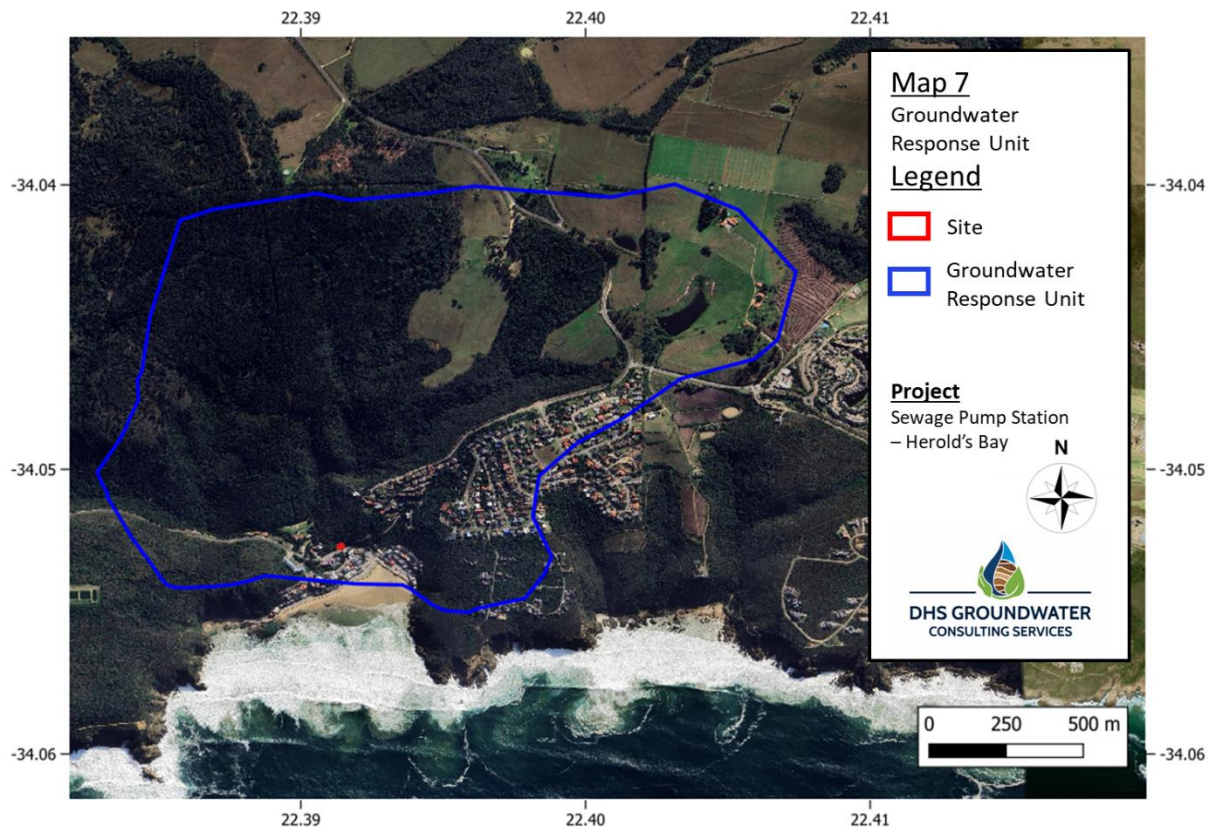 22.39
22.40
22.41
Map 7
Groundwater
Response Unit
Legend
Site
Groundwater
Response Unit
Project
Sewage Pump Station
– Herold's Bay
N
DHS GROUNDWATER
CONSULTING SERVICES
0 250 500 m
-34.04
-34.04
-34.05
-34.05
-34.06
-34.06
22.39
22.40
22.41